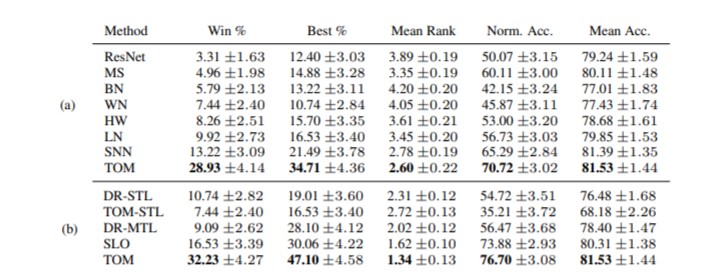 Method Win % Best % Mean Rank Norm. Acc. Mean Acc.
ResNet 3.31 ±1.63 12.40 ±3.03 3.89 ±0.19 50.07 ±3.15 79.24 ±1.59
MS 4.96 ±1.98 14.88 ±3.28 3.35 ±0.19 60.11 ±3.00 80.11 ±1.48
BN 5.79 ±2.13 13.22 ±3.11 4.20 ±0.20 42.15 ±3.24 77.01 ±1.83
(a) WN 7.44 ±2.40 10.74 ±2.84 4.05 ±0.20 45.87 ±3.11 77.43 ±1.74
HW 8.26 ±2.51 15.70 ±3.35 3.61 ±0.21 53.00 ±3.20 78.68 ±1.61
LN 9.92 ±2.73 16.53 ±3.40 3.45 ±0.20 56.73 ±3.03 79.85 ±1.53
SNN 13.22 ±3.09 21.49 ±3.78 2.78 ±0.19 65.29 ±2.84 81.39 ±1.35
TOM 28.93 ±4.14 34.71 ±4.36 2.60 ±0.22 70.72 ±3.02 81.53 ±1.44
DR-STL 10.74 ±2.82 19.01 ±3.60 2.31 ±0.12 54.72 ±3.51 76.48 ±1.68
TOM-STL 7.44 ±2.40 16.53 ±3.40 2.72 ±0.13 35.21 ±3.72 68.18 ±2.26
(b) DR-MTL 9.09 ±2.62 28.10 ±4.12 2.02 ±0.12 56.47 ±3.68 78.40 ±1.47
SLO 16.53 ±3.39 30.06 ±4.22 1.62 ±0.10 73.88 ±2.93 80.31 ±1.38
TOM 32.23 ±4.27 47.10 ±4.58 1.34 ±0.13 76.70 ±3.08 81.53 ±1.44